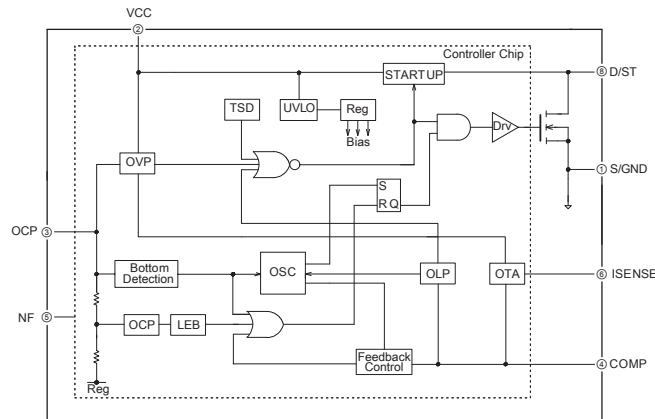 VCC
②
Controller Chip
STARTUP
⑧ D/ST
TSD
UVLO
Reg
Bias
Drv
OVP
① S/GND
S
R Q
OCP ③
Bottom
Detection
OSC
OLP
OTA
⑥ ISENSE
NF ⑤
OCP
LEB
Feedback
Control
④ COMP
Reg